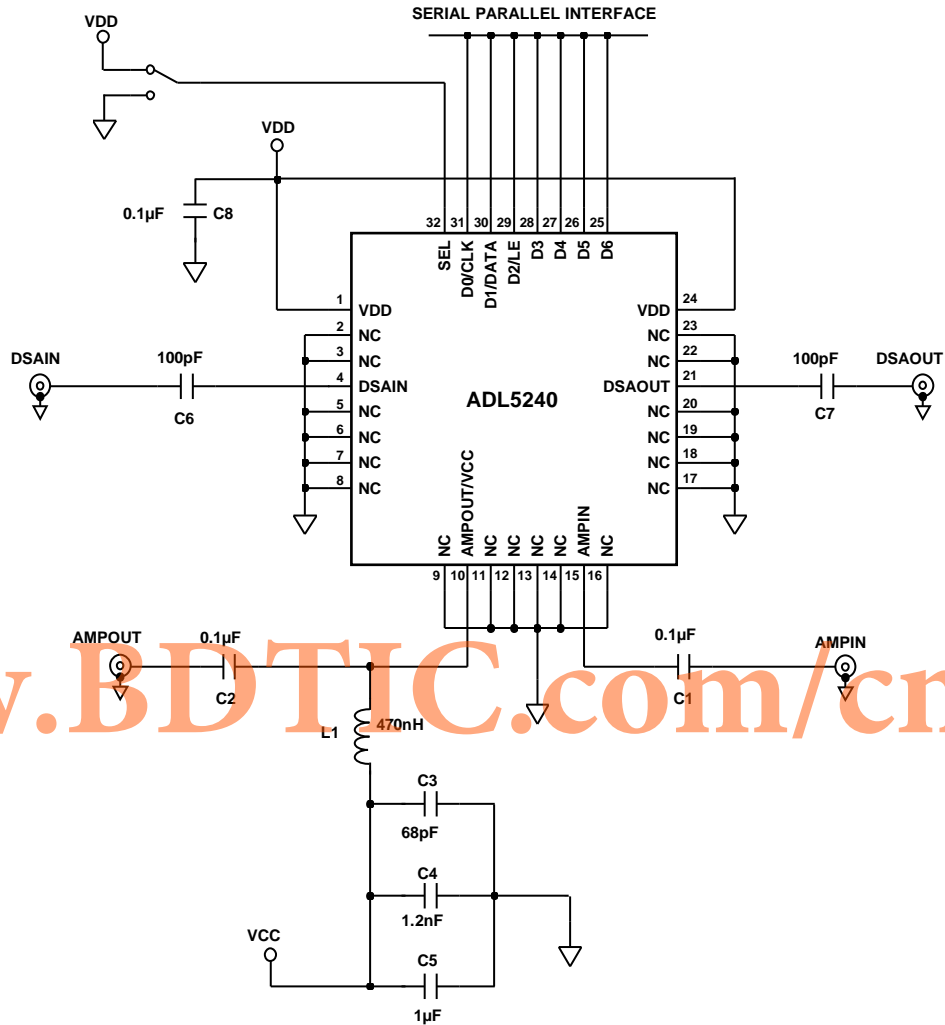 SERIAL PARALLEL INTERFACE
VDD
VDD
0.1µF C8
32 31 30 29 28 27 26 25
SEL D0/CLK D1/DATA D2/LE D3 D4 D5 D6
1 VDD
2 NC
3 NC
4 DSAIN
5 NC
6 NC
7 NC
8 NC
24 VDD
23 NC
22 NC
21 DSAOUT
20 NC
19 NC
18 NC
17 NC
DSAIN
100pF
C6
ADL5240
100pF
C7
DSAOUT
NC AMPOUT/VCC NC NC NC NC AMPIN NC
9 10 11 12 13 14 15 16
AMPOUT
0.1µF
C2
0.1µF
C1
AMPIN
w.BDTIC.com/cn
L1 470nH
C3
68pF
C4
1.2nF
VCC
C5
1µF